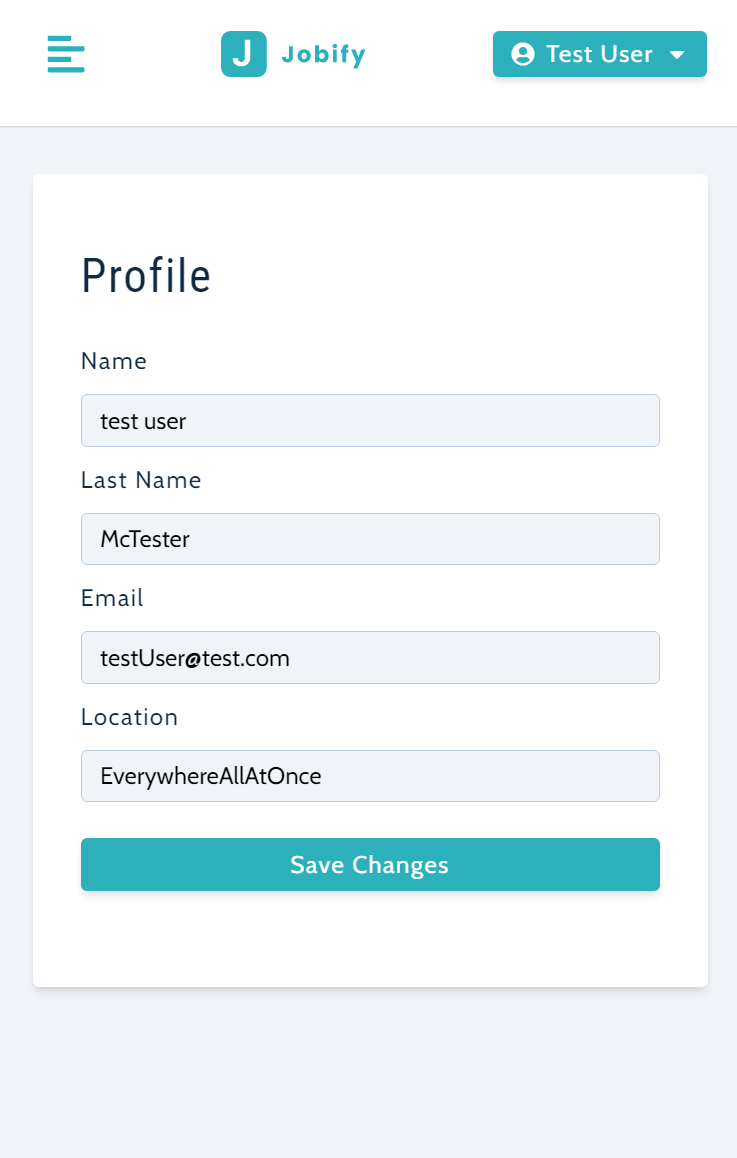 J Jobify Test User
Profile
Name
test user
Last Name
McTester
Email
testUser@test.com
Location
EverywhereAllAtOnce
Save Changes